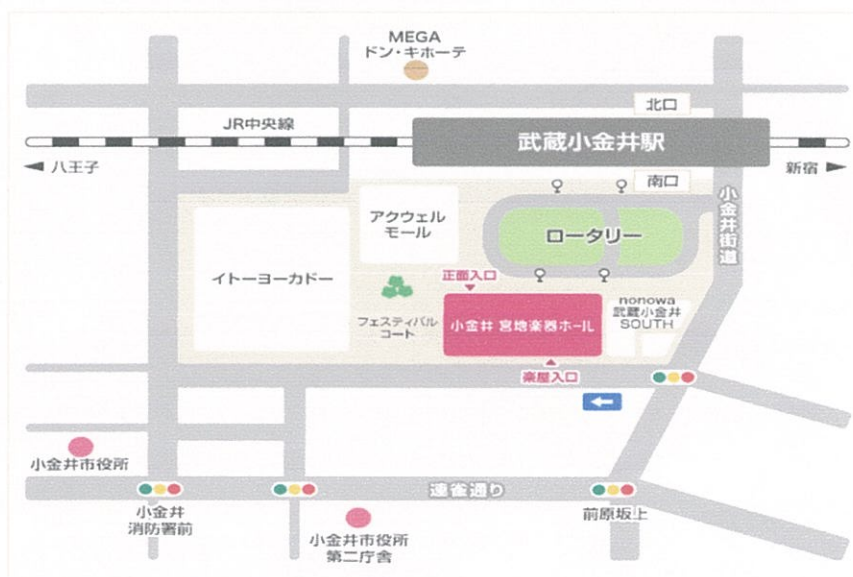 MEGA
ドン・キホーテ
北口
JR中央線
武蔵小金井駅
八王子
新宿
南口
小金井街道
アクウェル
モール
ロータリー
イトーヨーカドー
正面入口
nonowa
武蔵小金井
SOUTH
フェスティバル
コート
小金井 宮地楽器ホール
楽屋入口
小金井市役所
連雀通り
小金井
消防署前
前原坂上
小金井市役所
第二庁舎